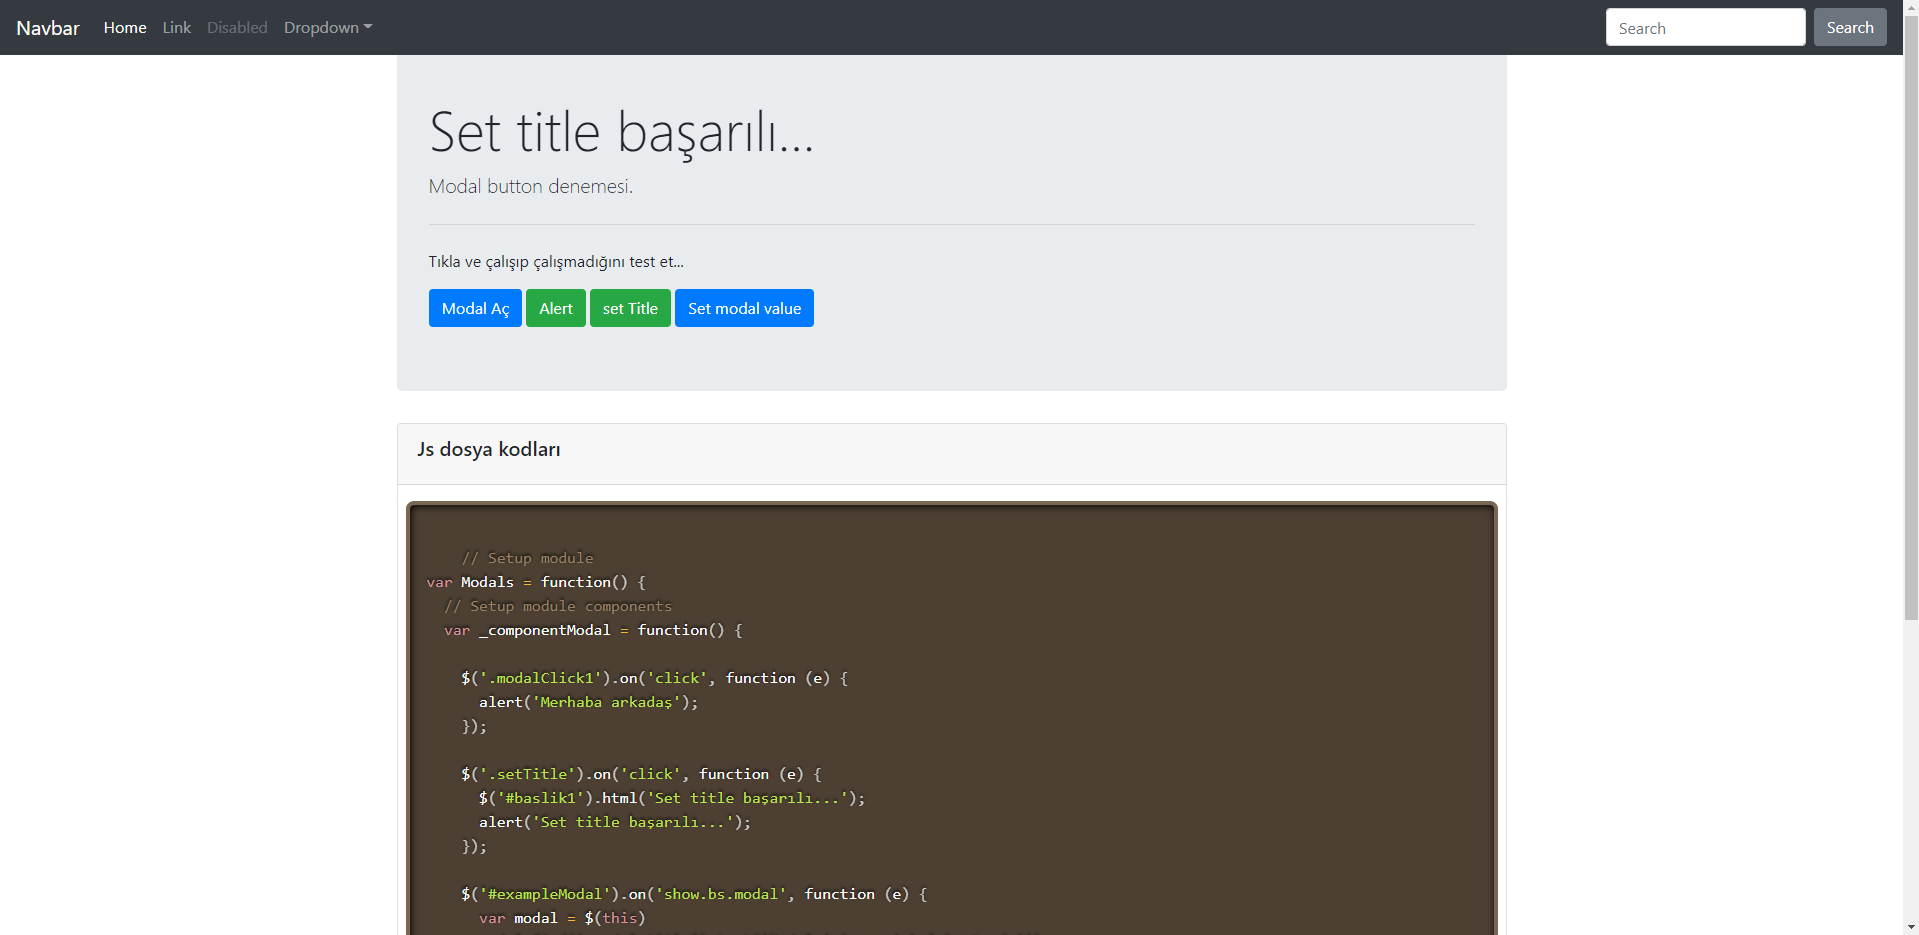 Navbar Home Link Disabled Dropdown Search Search
Set title başarılı...
Modal button denemesi.
Tıkla ve çalışıp çalışmadığını test et...
Modal Aç Alert set Title Set modal value
Js dosya kodları
// Setup module
var Modals = function() {
// Setup module components
var _componentModal = function() {
$('.modalClick1').on('click', function (e) {
alert('Merhaba arkadaş');
});
$('.setTitle').on('click', function (e) {
$('#baslik1').html('Set title başarılı...');
alert('Set title başarılı...');
});
$('#exampleModal').on('show.bs.modal', function (e) {
var modal = $(this)